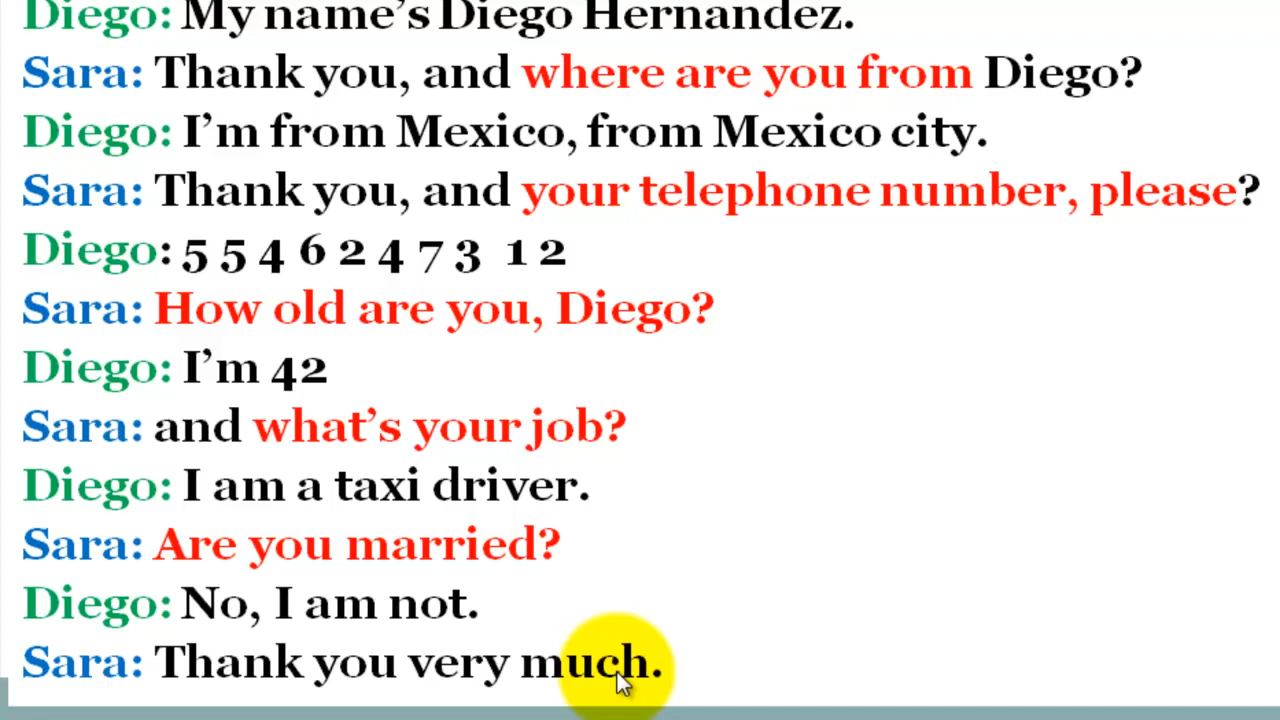 Diego: My name's Diego Hernandez.
Sara: Thank you, and where are you from Diego?
Diego: I'm from Mexico, from Mexico city.
Sara: Thank you, and your telephone number, please?
Diego: 5 5 4 6 2 4 7 3  1 2
Sara: How old are you, Diego?
Diego: I'm 42
Sara: and what's your job?
Diego: I am a taxi driver.
Sara: Are you married?
Diego: No, I am not.
Sara: Thank you very much.